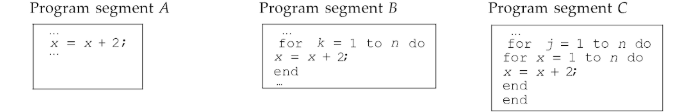 Program segment A
...
x = x + 2;
...
Program segment B
...
for k = 1 to n do
x = x + 2;
end
...
Program segment C
...
for j = 1 to n do
for x = 1 to n do
x = x + 2;
end
end